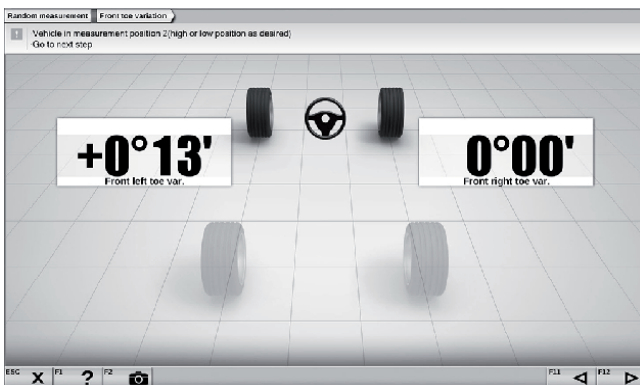 Random measurement Front toe variation
! Vehicle in measurement position 2(high or low position as desired)
-Go to next step
+0°13' 0°00'
Front left toe var. Front right toe var.
ESC X F1 ? F2 F11 F12